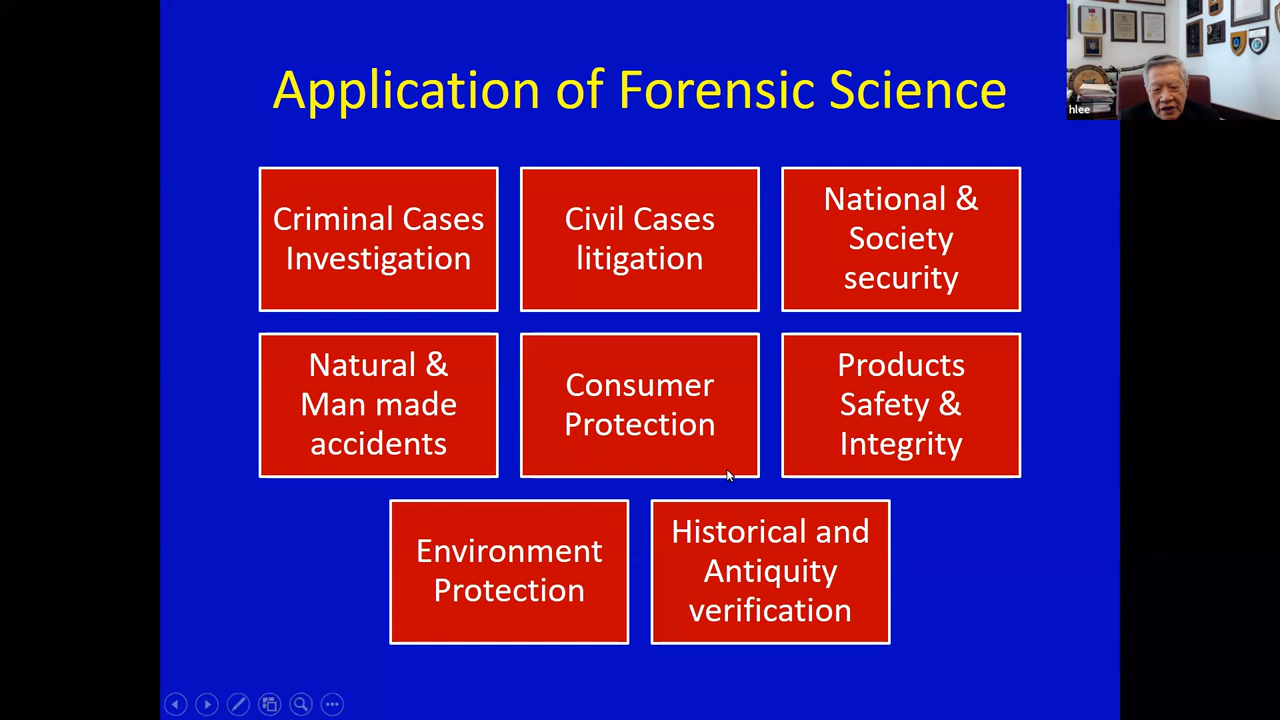 Application of Forensic Science
hlee
Criminal Cases
Investigation
Civil Cases
litigation
National &
Society
security
Natural &
Man made
accidents
Consumer
Protection
Products
Safety &
Integrity
Environment
Protection
Historical and
Antiquity
verification